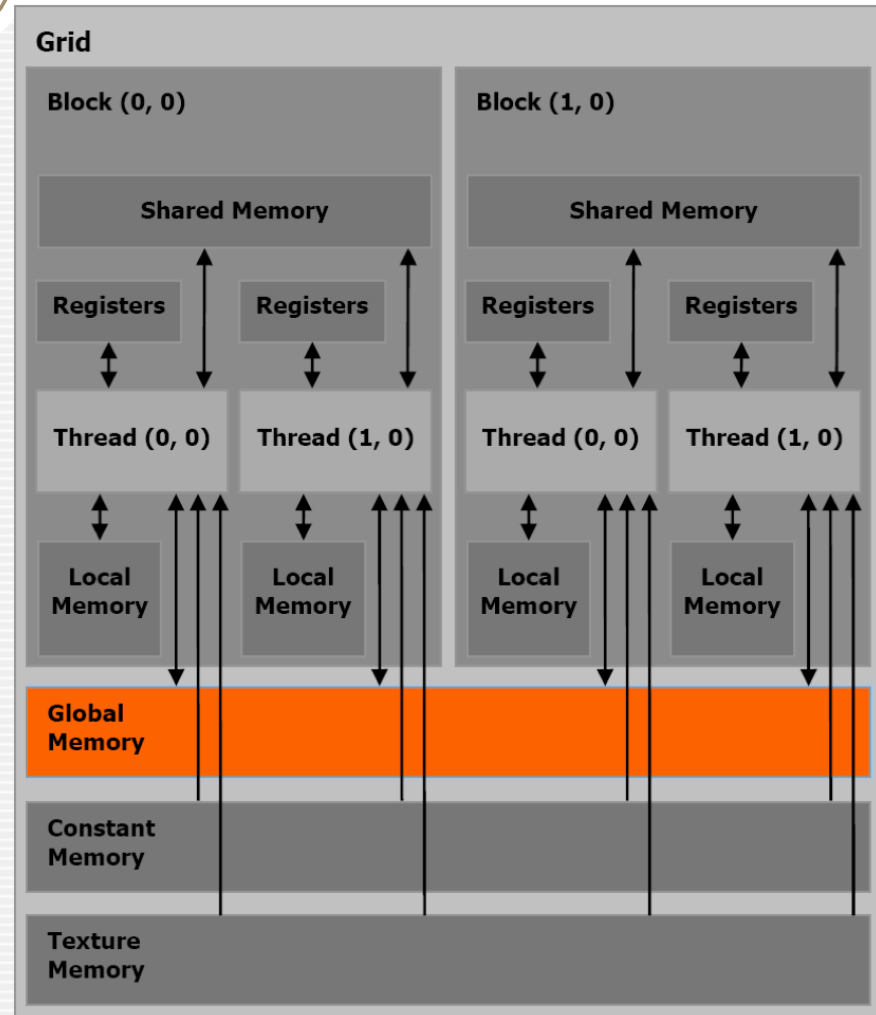 Grid
Block (0, 0)
Block (1, 0)
Shared Memory
Shared Memory
Registers
Registers
Registers
Registers
Thread (0, 0)
Thread (1, 0)
Thread (0, 0)
Thread (1, 0)
Local
Memory
Local
Memory
Local
Memory
Local
Memory
Global
Memory
Constant
Memory
Texture
Memory